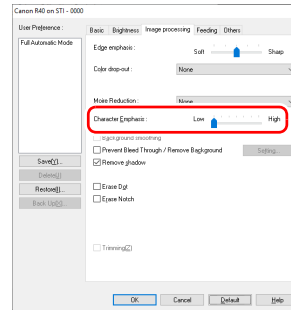 Canon R40 on STI - 0000
User Preference :
Full Automatic Mode
Save(V)...
Delete(J)
Restore(I)...
Back Up(X)...
Basic Brightness Image processing Feeding Others
Edge emphasis :
Soft Sharp
Color drop-out : None
Moire Reduction : None
Character Emphasis : Low High
Background smoothing
Prevent Bleed Through / Remove Background Setting...
Remove shadow
Erase Dot
Erase Notch
Trimming(Z)
OK Cancel Default Help